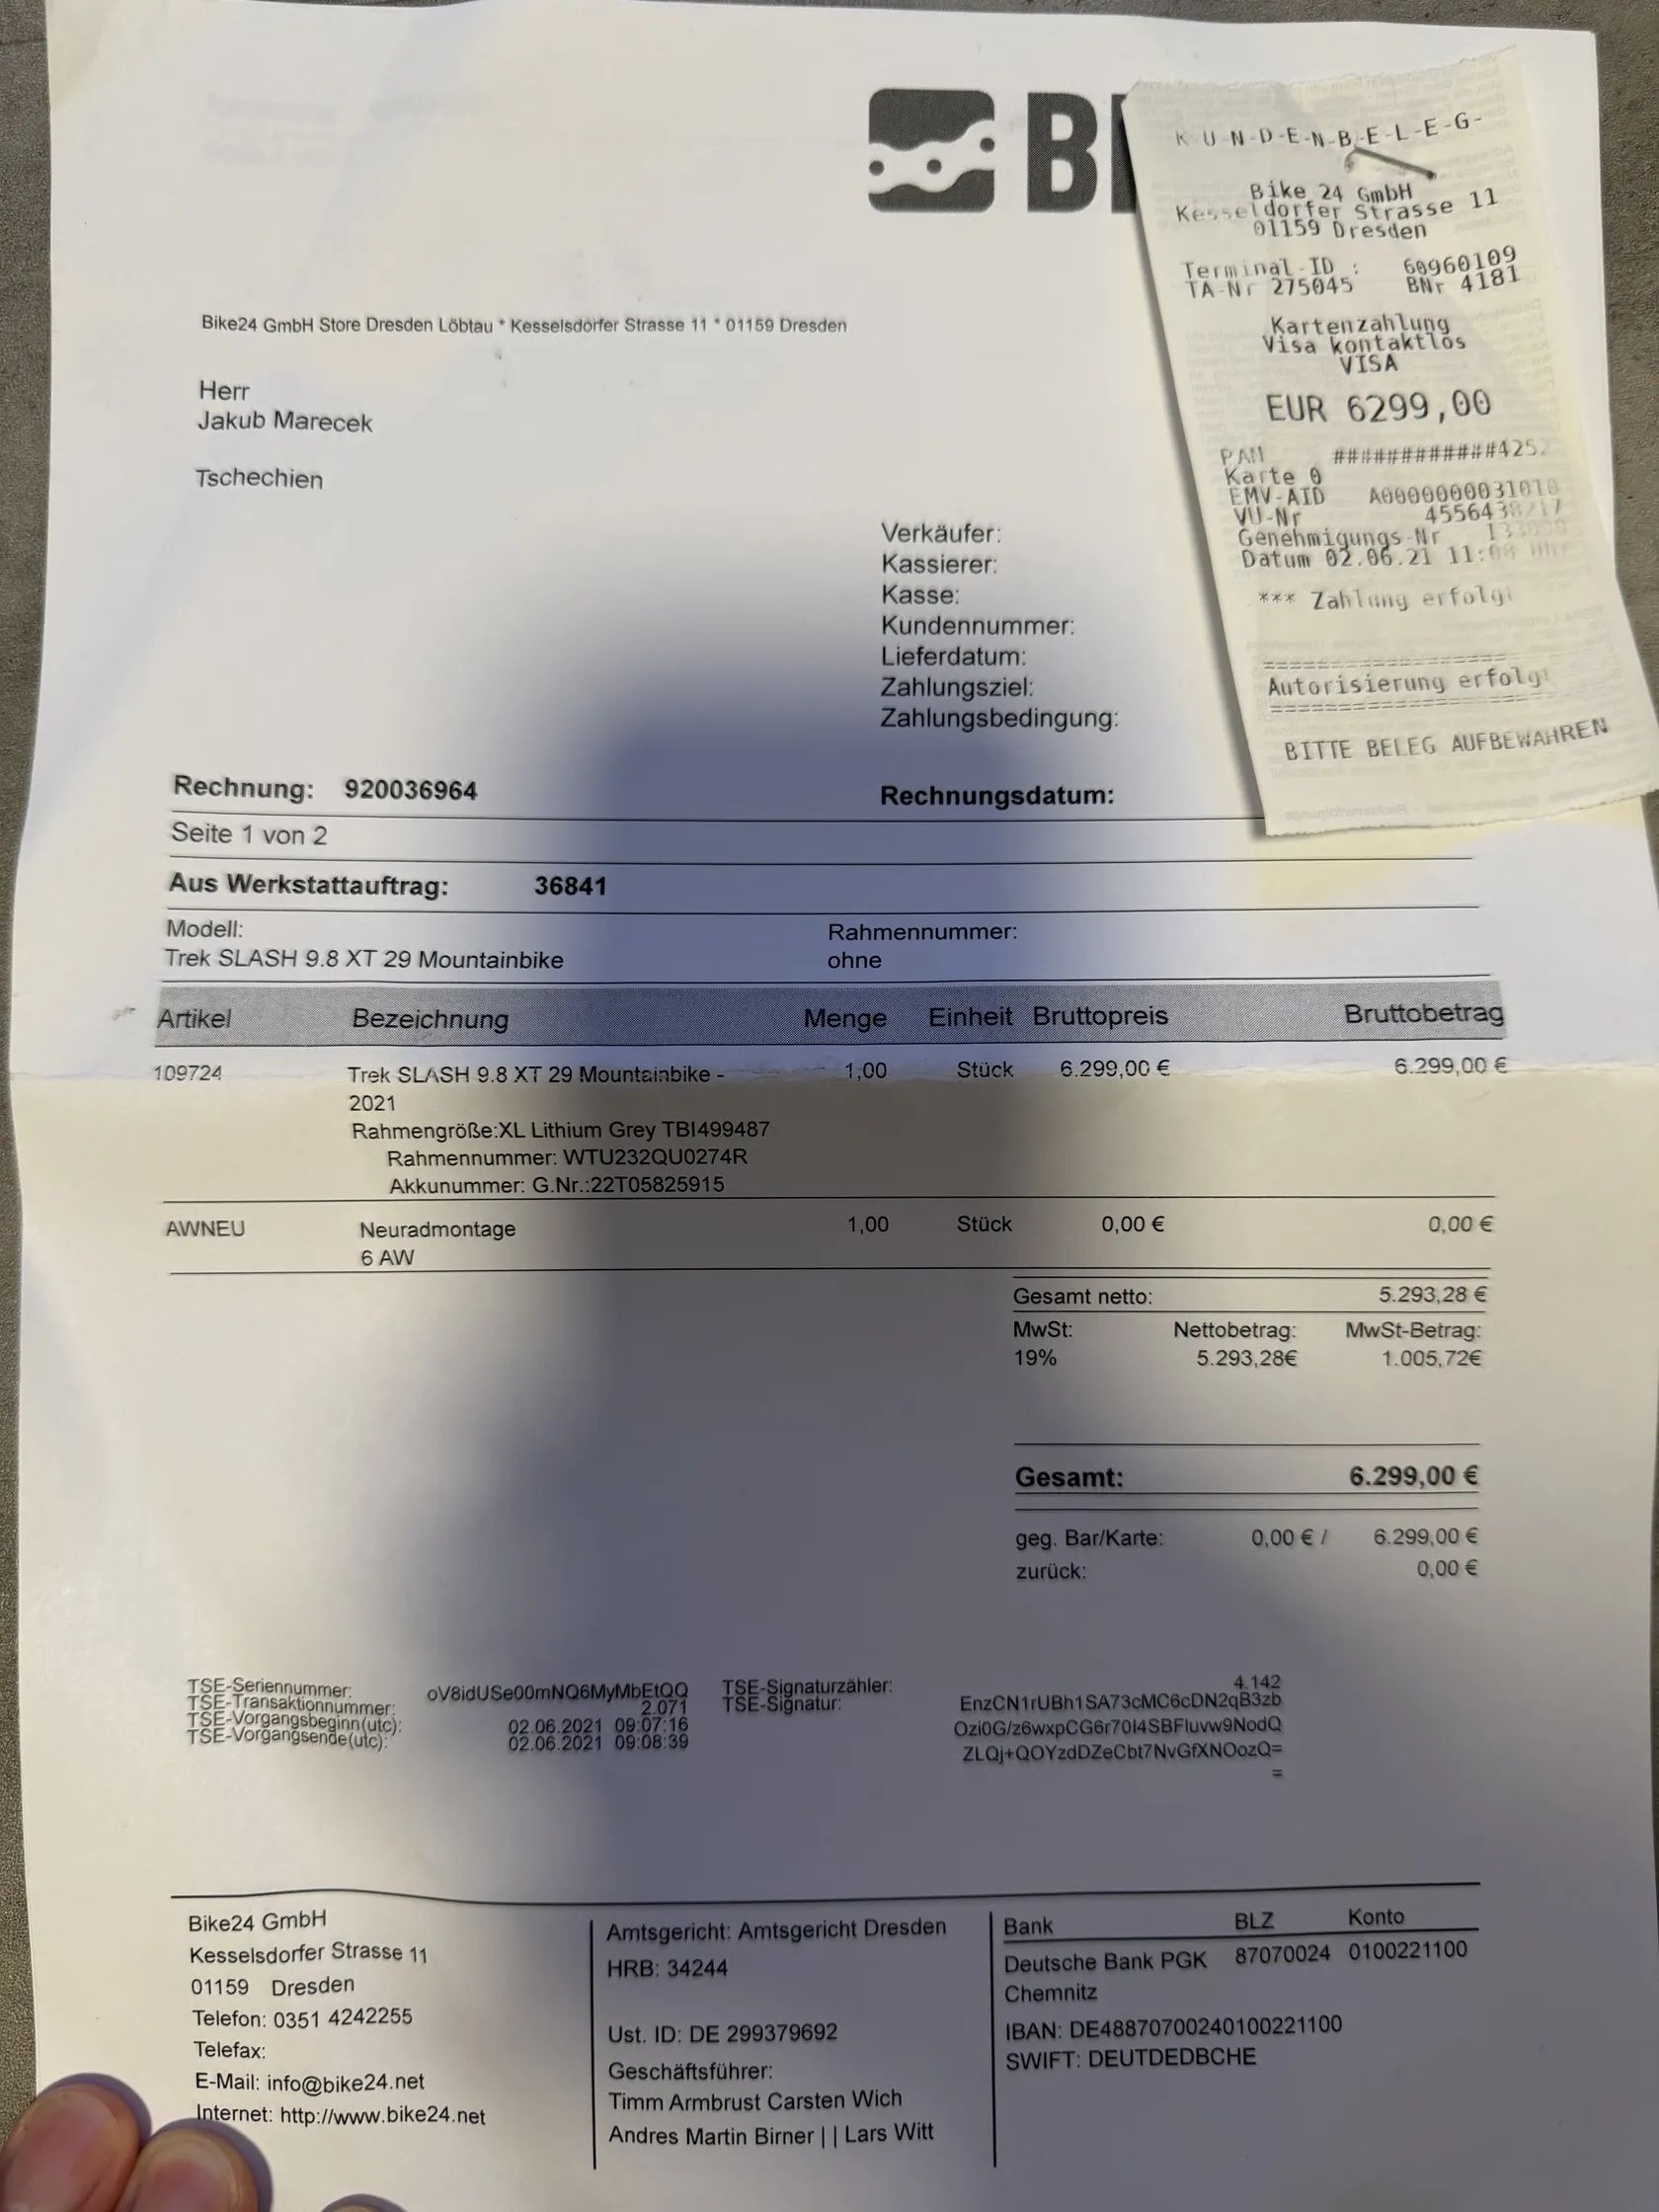 B
K-U-N-D-E-N-B-E-L-E-G-
Bike 24 GmbH
Kesseldorfer Strasse 11
01159 Dresden
Terminal-ID : 60960109
TA-Nr 275045 BNr 4181
Kartenzahlung
Visa kontaktlos
VISA
EUR 6299,00
PAN ############4252
Karte 0
EMV-AID A0000000031010
VU-Nr 4556438217
Genehmigungs-Nr
Datum 02.06.21 11:08 Uhr
*** Zahlung erfolgt
Autorisierung erfolgt
BITTE BELEG AUFBEWAHREN
Bike24 GmbH Store Dresden Löbtau * Kesselsdorfer Strasse 11 * 01159 Dresden
Herr
Jakub Marecek
Tschechien
Verkäufer:
Kassierer:
Kasse:
Kundennummer:
Lieferdatum:
Zahlungsziel:
Zahlungsbedingung:
Rechnung: 920036964 Rechnungsdatum:
Seite 1 von 2
Aus Werkstattauftrag: 36841
Modell: Rahmennummer:
Trek SLASH 9.8 XT 29 Mountainbike ohne
Artikel Bezeichnung Menge Einheit Bruttopreis Bruttobetrag
109724 Trek SLASH 9.8 XT 29 Mountainbike - 1,00 Stück 6.299,00 € 6.299,00 €
2021
Rahmengröße:XL Lithium Grey TBI499487
Rahmennummer: WTU232QU0274R
Akkunummer: G.Nr.:22T05825915
AWNEU Neuradmontage 1,00 Stück 0,00 € 0,00 €
6 AW
Gesamt netto: 5.293,28 €
MwSt: Nettobetrag: MwSt-Betrag:
19% 5.293,28€ 1.005,72€
Gesamt: 6.299,00 €
geg. Bar/Karte: 0,00 € / 6.299,00 €
zurück: 0,00 €
TSE-Seriennummer: oV8idUSe00mNQ6MyMbEtQQ TSE-Signaturzähler: 4.142
TSE-Transaktionnummer: 2.071 TSE-Signatur: EnzCN1rUBh1SA73cMC6cDN2qB3zb
TSE-Vorgangsbeginn(utc): 02.06.2021 09:07:16 Ozi0G/z6wxpCG6r70I4SBFIuvw9NodQ
TSE-Vorgangsende(utc): 02.06.2021 09:08:39 ZLQj+QOYzdDZeCbt7NvGfXNOozQ=
=
Bike24 GmbH
Kesselsdorfer Strasse 11
01159 Dresden
Telefon: 0351 4242255
Telefax:
E-Mail: info@bike24.net
Internet: http://www.bike24.net
Amtsgericht: Amtsgericht Dresden
HRB: 34244
Ust. ID: DE 299379692
Geschäftsführer:
Timm Armbrust Carsten Wich
Andres Martin Birner | | Lars Witt
Bank BLZ Konto
Deutsche Bank PGK 87070024 0100221100
Chemnitz
IBAN: DE48870700240100221100
SWIFT: DEUTDEDBCHE